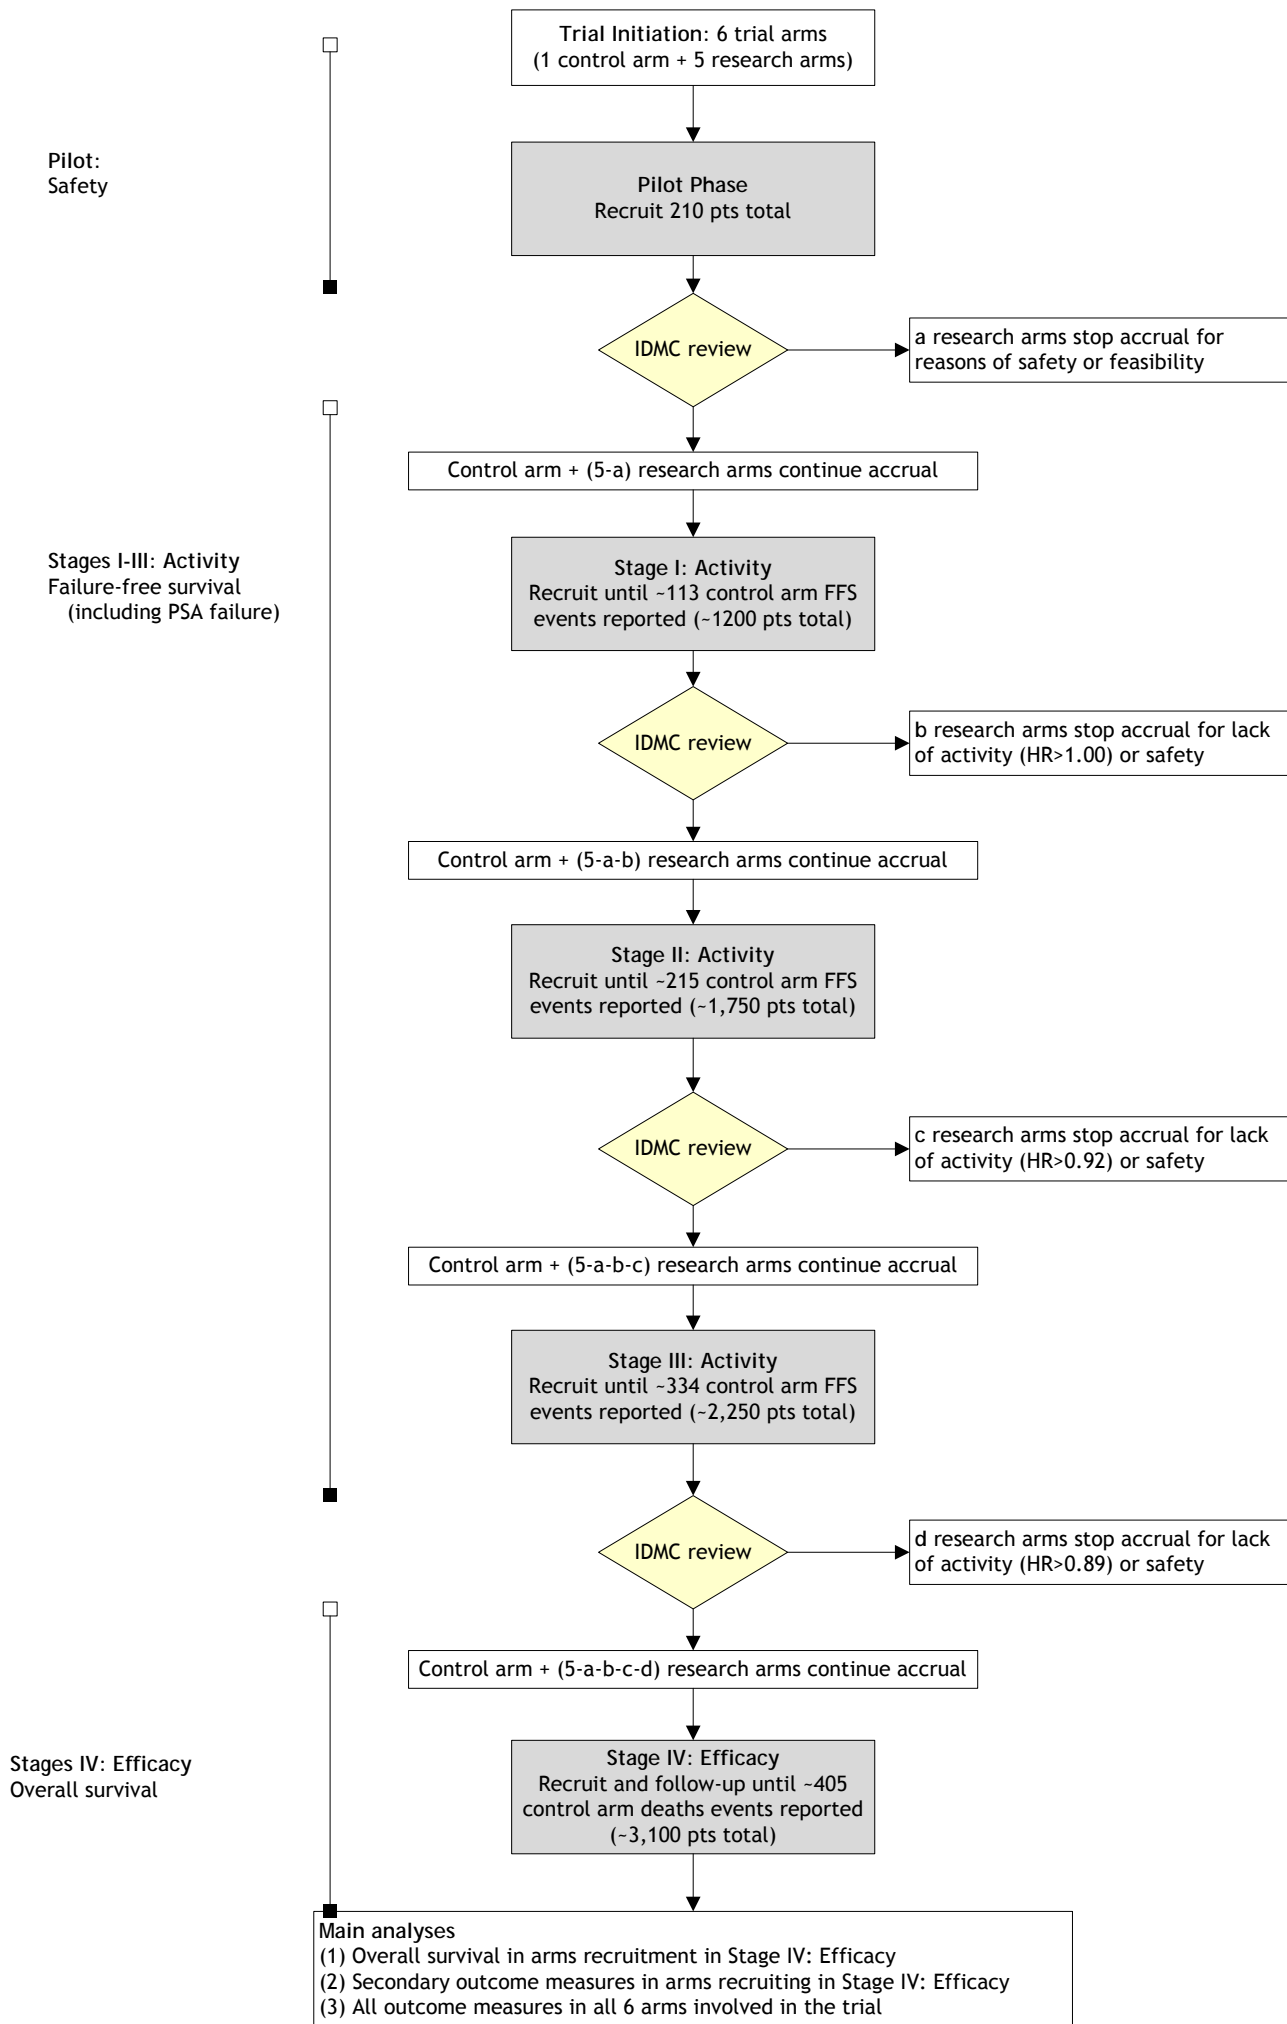 Trial Initiation: 6 trial arms
(1 control arm + 5 research arms)
Pilot:
Safety
Pilot Phase
Recruit 210 pts total
IDMC review
a research arms stop accrual for
reasons of safety or feasibility
Control arm + (5-a) research arms continue accrual
Stages I-III: Activity
Failure-free survival
(including PSA failure)
Stage I: Activity
Recruit until ~113 control arm FFS
events reported (~1200 pts total)
IDMC review
b research arms stop accrual for lack
of activity (HR>1.00) or safety
Control arm + (5-a-b) research arms continue accrual
Stage II: Activity
Recruit until ~215 control arm FFS
events reported (~1,750 pts total)
IDMC review
c research arms stop accrual for lack
of activity (HR>0.92) or safety
Control arm + (5-a-b-c) research arms continue accrual
Stage III: Activity
Recruit until ~334 control arm FFS
events reported (~2,250 pts total)
IDMC review
d research arms stop accrual for lack
of activity (HR>0.89) or safety
Control arm + (5-a-b-c-d) research arms continue accrual
Stages IV: Efficacy
Overall survival
Stage IV: Efficacy
Recruit and follow-up until ~405
control arm deaths events reported
(~3,100 pts total)
Main analyses
(1) Overall survival in arms recruitment in Stage IV: Efficacy
(2) Secondary outcome measures in arms recruiting in Stage IV: Efficacy
(3) All outcome measures in all 6 arms involved in the trial